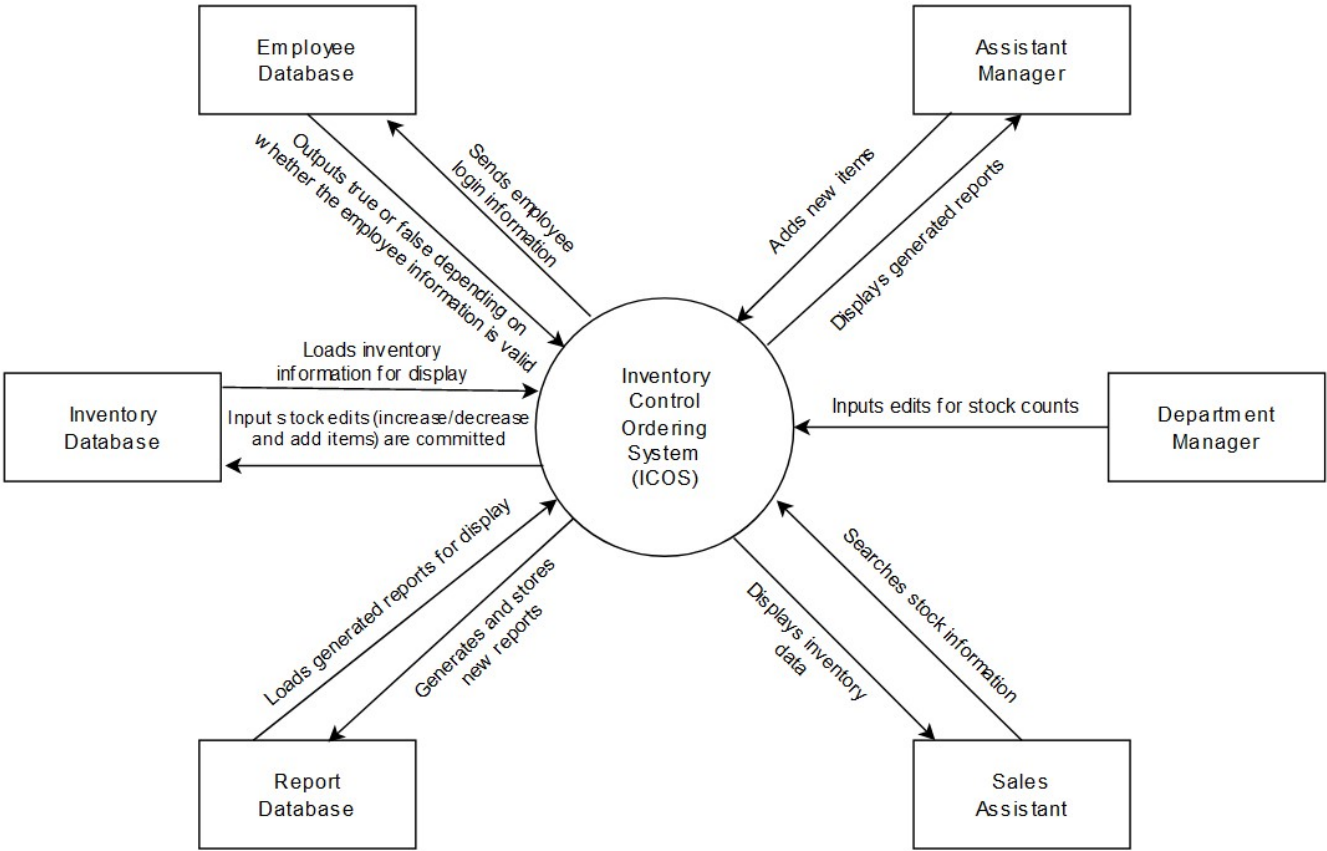 Employee
Database
Assistant
Manager
Outputs true or false depending on
whether the employee information is valid
Sends employee
login information
Adds new items
Displays generated reports
Loads inventory
information for display
Inventory
Database
Input stock edits (increase/decrease
and add items) are committed
Inventory
Control
Ordering
System
(ICOS)
Inputs edits for stock counts
Department
Manager
Loads generated reports for display
Generates and stores
new reports
Displays inventory
data
Searches stock information
Report
Database
Sales
Assistant